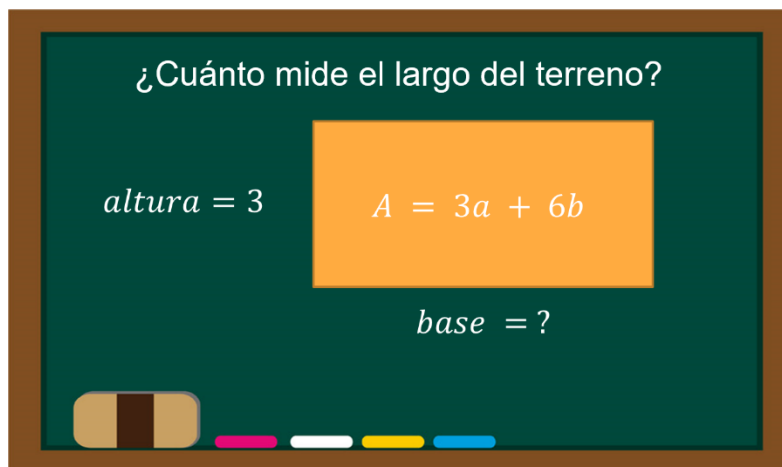 ¿Cuánto mide el largo del terreno?
altura = 3
A = 3a + 6b
base = ?